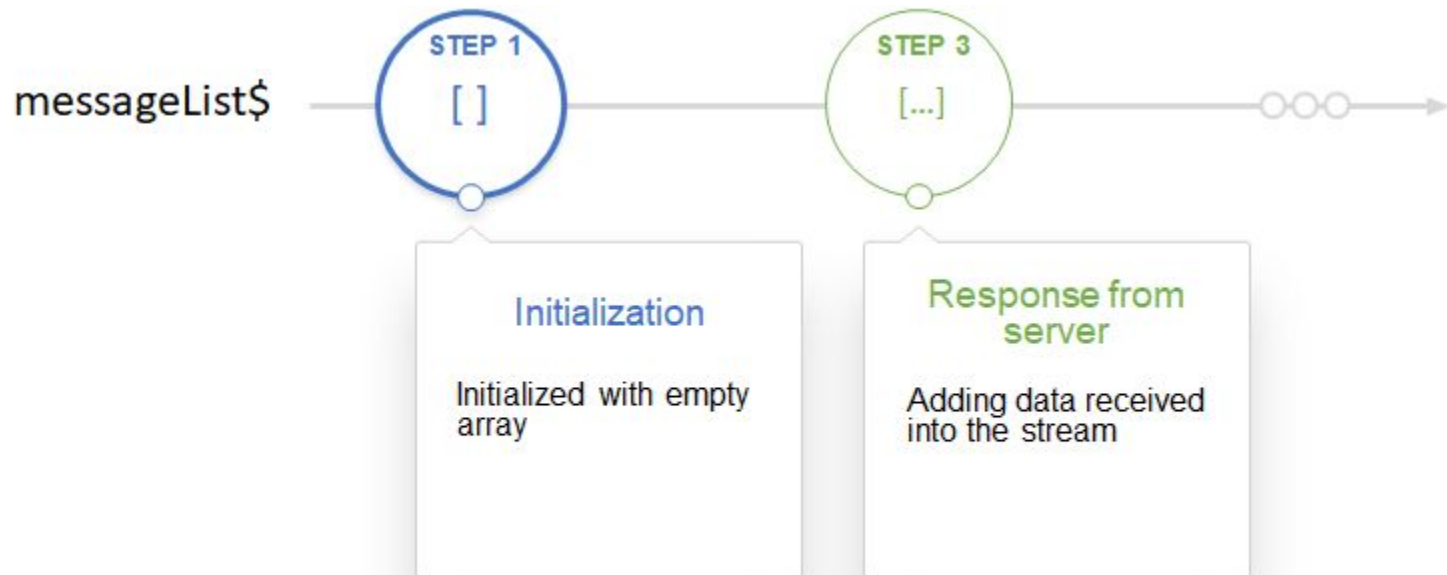 STEP 1
STEP 3
messageList$
[ ]
[...]
Initialization
Initialized with empty
array
Response from
server
Adding data received
into the stream